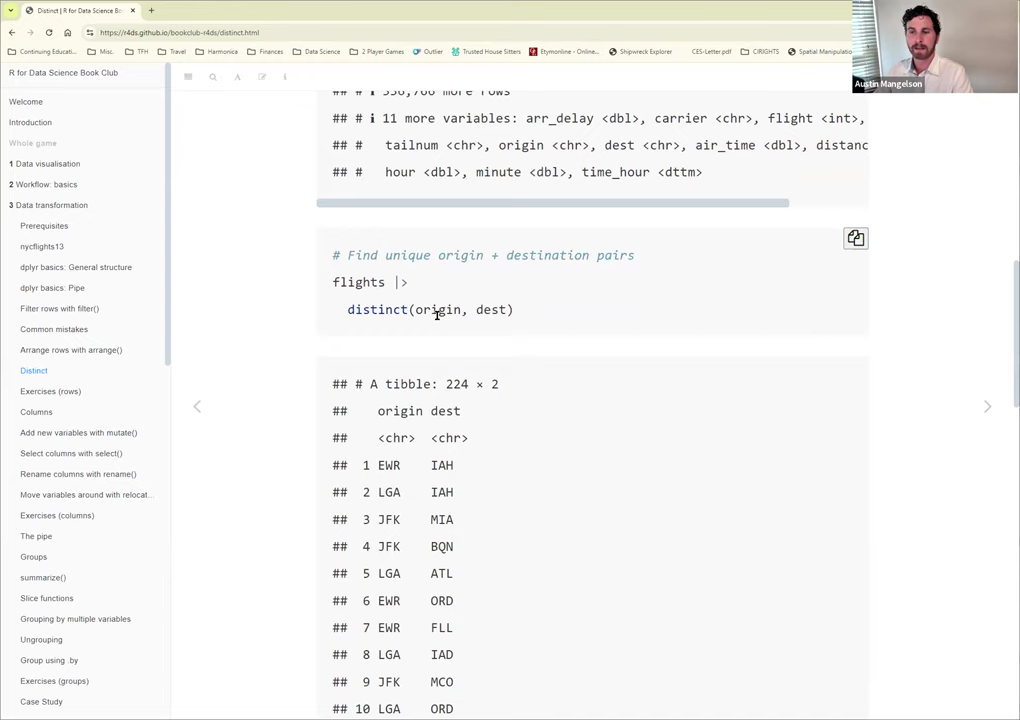 Distinct | R for Data Science Book Club
https://r4ds.github.io/bookclub-r4ds/distinct.html
Continuing Educati...
Misc.
TFH
Travel
Harmonica
Finances
Data Science
2 Player Games
Outlier
Trusted House Sitters
Etymonline - Online...
Shipwreck Explorer
CES-Letter.pdf
CIRIGHTS
Spatial Manipulatio
Austin Mangelson
R for Data Science Book Club
Welcome
Introduction
Whole game
1 Data visualisation
2 Workflow: basics
3 Data transformation
Prerequisites
nycflights13
dplyr basics: General structure
dplyr basics: Pipe
Filter rows with filter()
Common mistakes
Arrange rows with arrange()
Distinct
Exercises (rows)
Columns
Add new variables with mutate()
Select columns with select()
Rename columns with rename()
Move variables around with relocat...
Exercises (columns)
The pipe
Groups
summarize()
Slice functions
Grouping by multiple variables
Ungrouping
Group using .by
Exercises (groups)
Case Study
## # ℹ 336,766 more rows
## # ℹ 11 more variables: arr_delay <dbl>, carrier <chr>, flight <int>,
## #   tailnum <chr>, origin <chr>, dest <chr>, air_time <dbl>, distanc
## #   hour <dbl>, minute <dbl>, time_hour <dttm>
# Find unique origin + destination pairs
flights |>
distinct(origin, dest)
## # A tibble: 224 × 2
##    origin dest
##    <chr>  <chr>
##  1 EWR    IAH
##  2 LGA    IAH
##  3 JFK    MIA
##  4 JFK    BQN
##  5 LGA    ATL
##  6 EWR    ORD
##  7 EWR    FLL
##  8 LGA    IAD
##  9 JFK    MCO
## 10 LGA    ORD